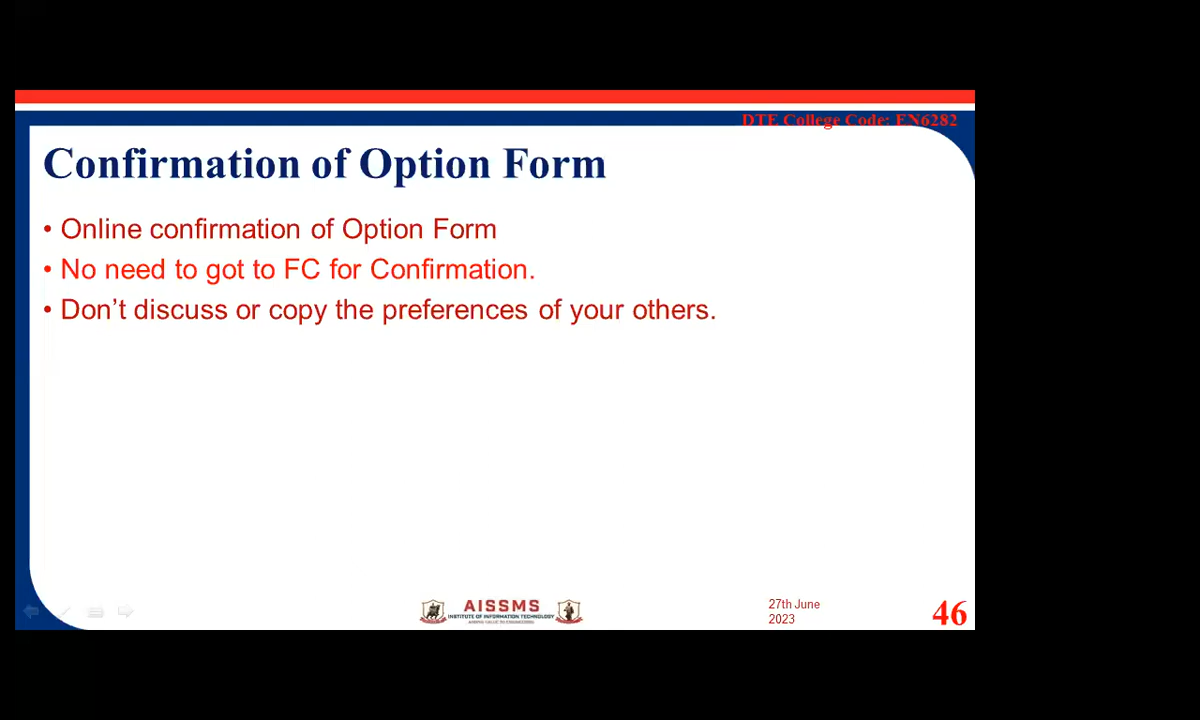 DTE College Code: EN6282
Confirmation of Option Form
• Online confirmation of Option Form
• No need to got to FC for Confirmation.
• Don't discuss or copy the preferences of your others.
AISSMS
INSTITUTE OF INFORMATION TECHNOLOGY
27th June
2023
46